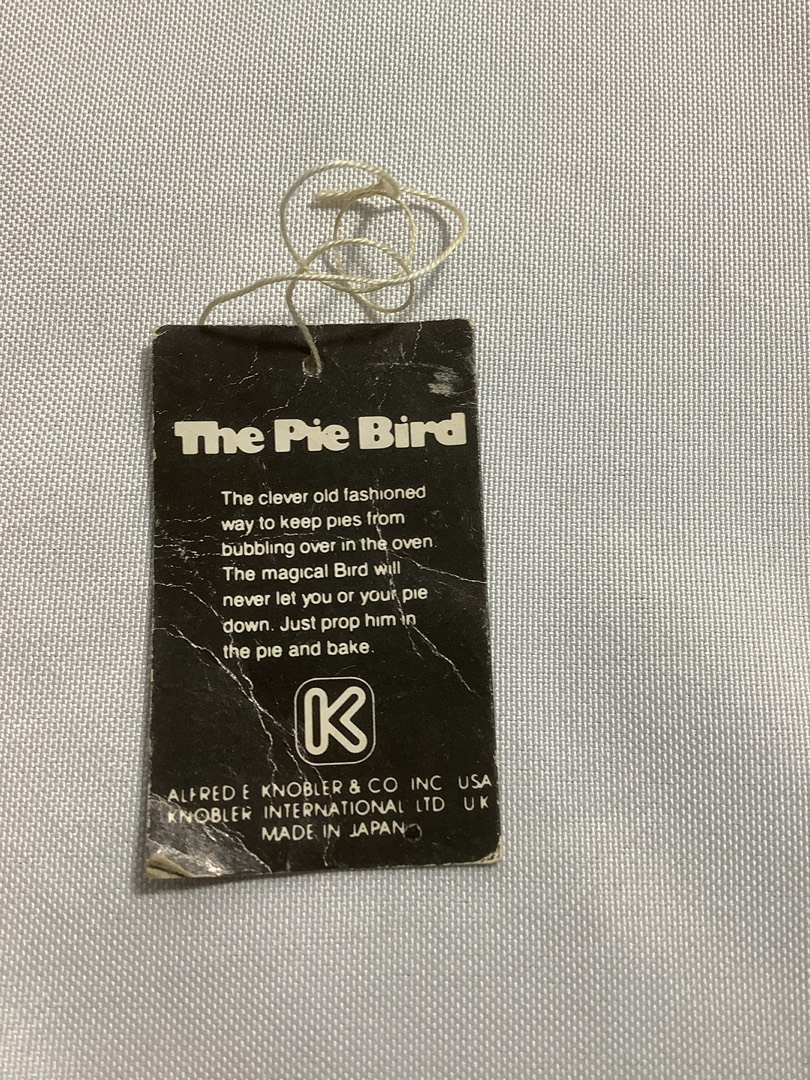 The Pie Bird
The clever old fashioned
way to keep pies from
bubbling over in the oven.
The magical Bird will
never let you or your pie
down. Just prop him in
the pie and bake.
K
ALFRED E KNOBLER & CO INC USA
KNOBLER INTERNATIONAL LTD UK
MADE IN JAPAN